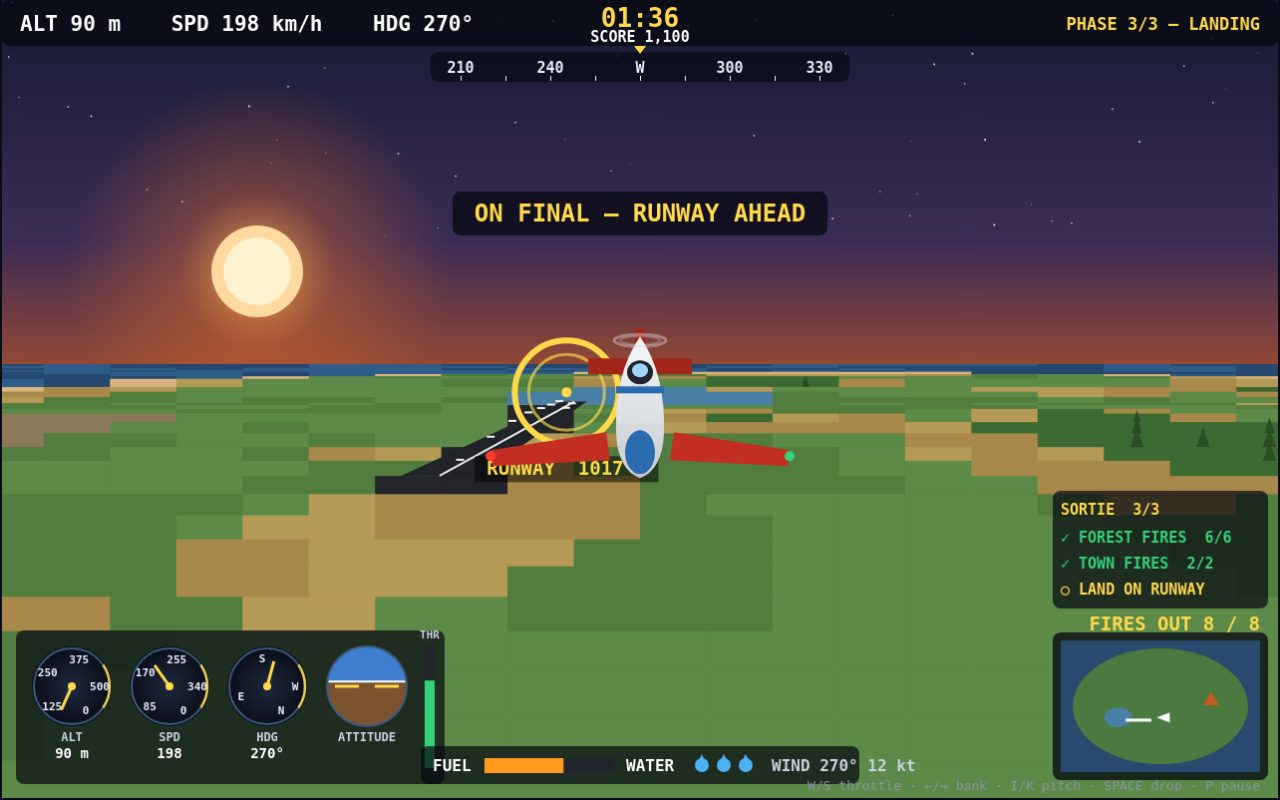 ALT 90 m SPD 198 km/h HDG 270° 01:36 PHASE 3/3 — LANDING
SCORE 1,100
210 240 W 300 330
ON FINAL — RUNWAY AHEAD
RUNWAY 1017
SORTIE 3/3
✓ FOREST FIRES 6/6
✓ TOWN FIRES 2/2
○ LAND ON RUNWAY
FIRES OUT 8 / 8
THR
375 250 500 125 0
255 170 340 85 0
S E W N
ALT SPD HDG ATTITUDE
90 m 198 270°
FUEL WATER WIND 270° 12 kt
W/S throttle · ←/→ bank · I/K pitch · SPACE drop · P pause